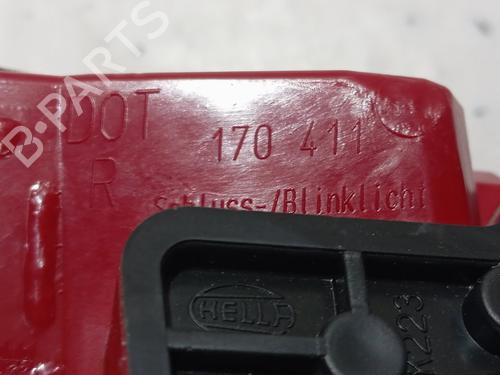 DOT
170 411
R
Schluss-/Blinklicht
HELLA
B-PARTS